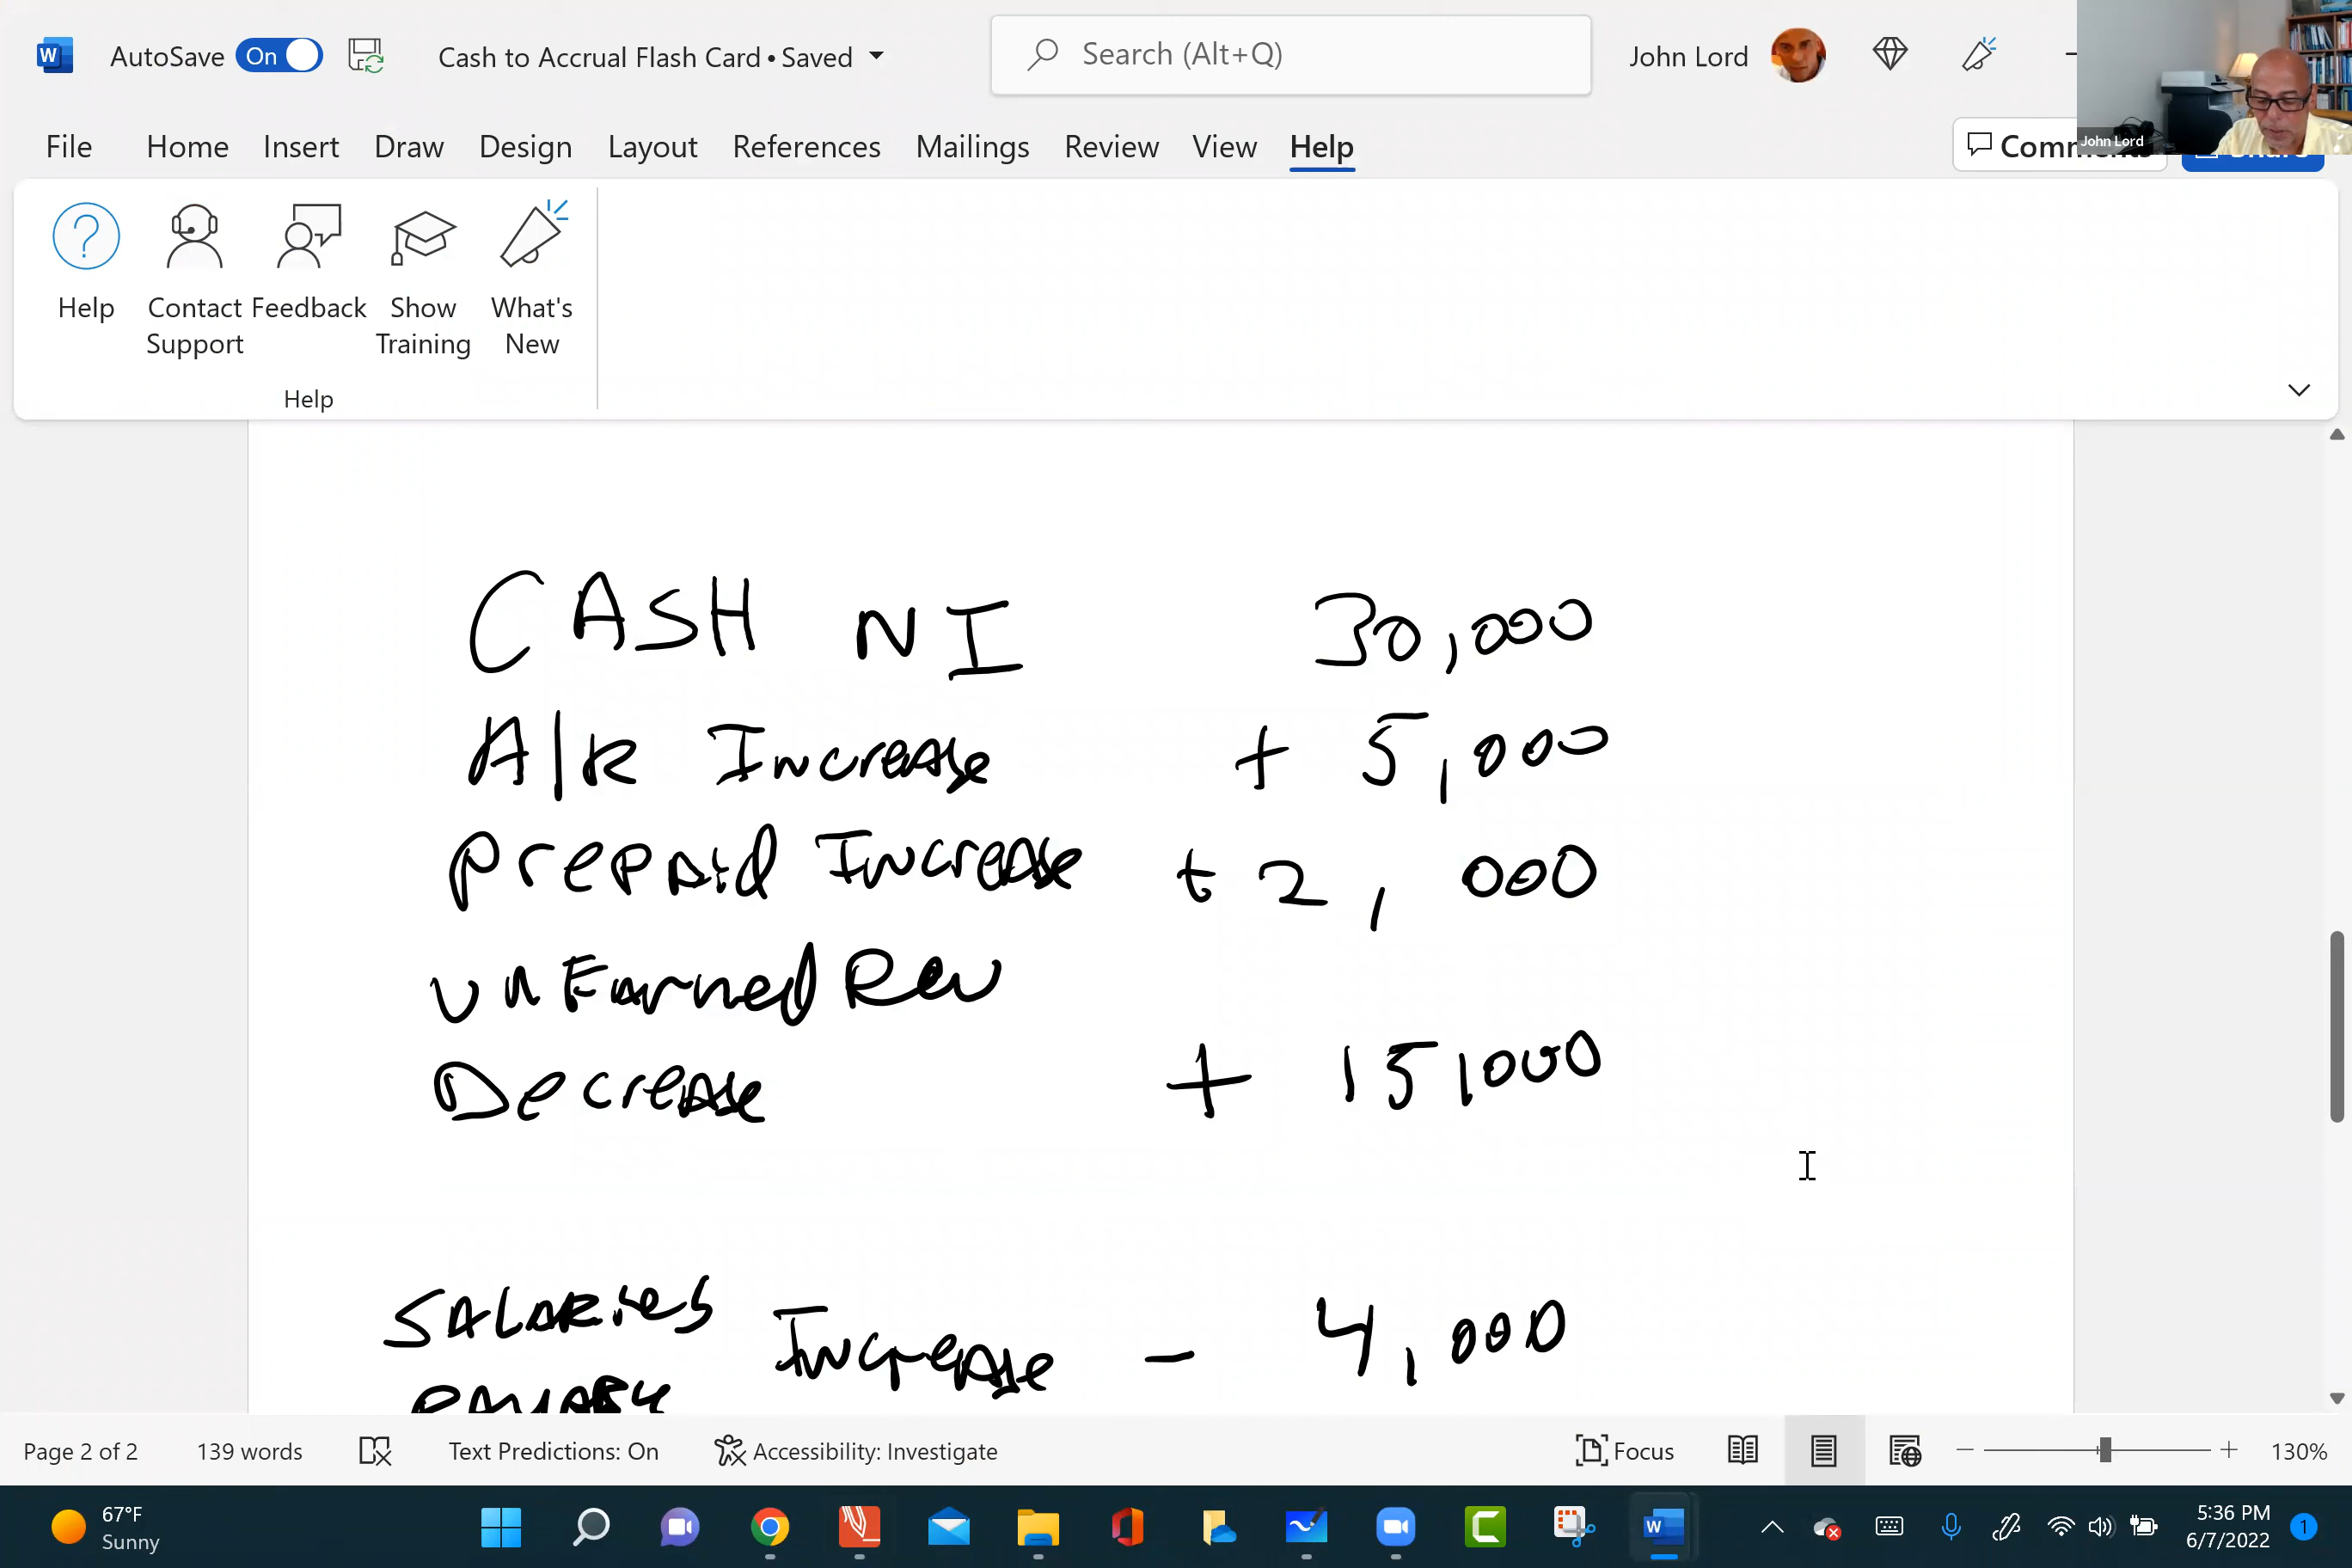 AutoSave On Cash to Accrual Flash Card • Saved Search (Alt+Q) John Lord
File Home Insert Draw Design Layout References Mailings Review View Help
John Lord
Help
Contact Support
Feedback
Show Training
What's New
Help
CASH NI 30,000
A/R Increase + 5,000
Prepaid Increase + 2,000
UnEarned Rev
Decrease + 15,000
Salaries
Increase - 4,000
Page 2 of 2 139 words Text Predictions: On Accessibility: Investigate Focus 130%
67°F
Sunny
5:36 PM
6/7/2022
1